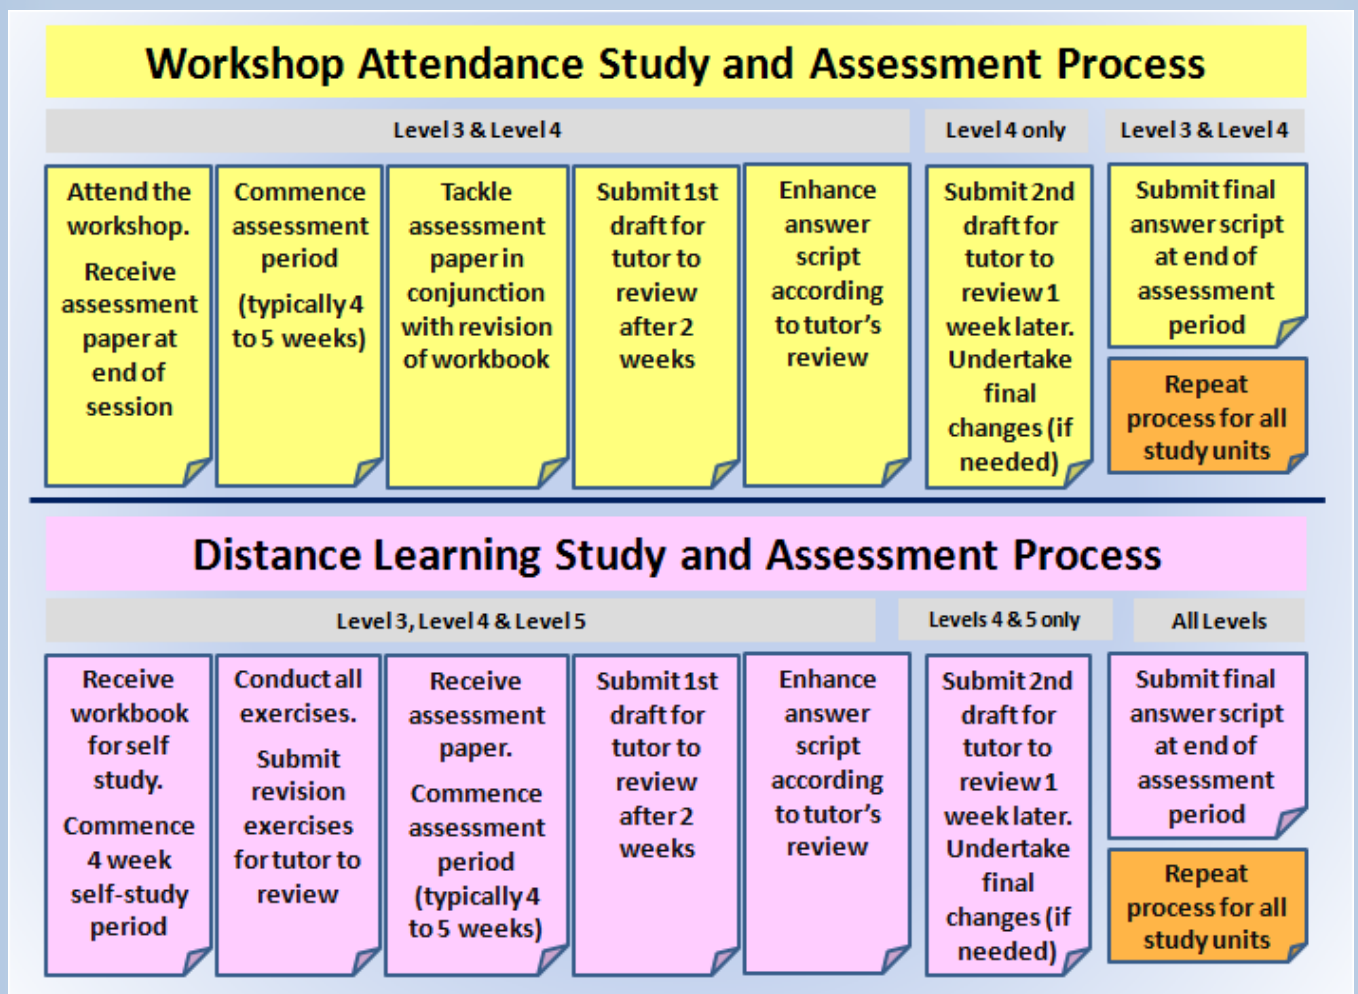 Workshop Attendance Study and Assessment Process
Level 3 & Level 4
Level 4 only
Level 3 & Level 4
Attend the
workshop.
Receive
assessment
paper at
end of
session
Commence
assessment
period
(typically 4
to 5 weeks)
Tackle
assessment
paper in
conjunction
with revision
of workbook
Submit 1st
draft for
tutor to
review
after 2
weeks
Enhance
answer
script
according
to tutor's
review
Submit 2nd
draft for
tutor to
review 1
week later.
Undertake
final
changes (if
needed)
Submit final
answer script
at end of
assessment
period
Repeat
process for all
study units
Distance Learning Study and Assessment Process
Level 3, Level 4 & Level 5
Levels 4 & 5 only
All Levels
Receive
workbook
for self
study.
Commence
4 week
self-study
period
Conduct all
exercises.
Submit
revision
exercises
for tutor to
review
Receive
assessment
paper.
Commence
assessment
period
(typically 4
to 5 weeks)
Submit 1st
draft for
tutor to
review
after 2
weeks
Enhance
answer
script
according
to tutor's
review
Submit 2nd
draft for
tutor to
review 1
week later.
Undertake
final
changes (if
needed)
Submit final
answer script
at end of
assessment
period
Repeat
process for all
study units